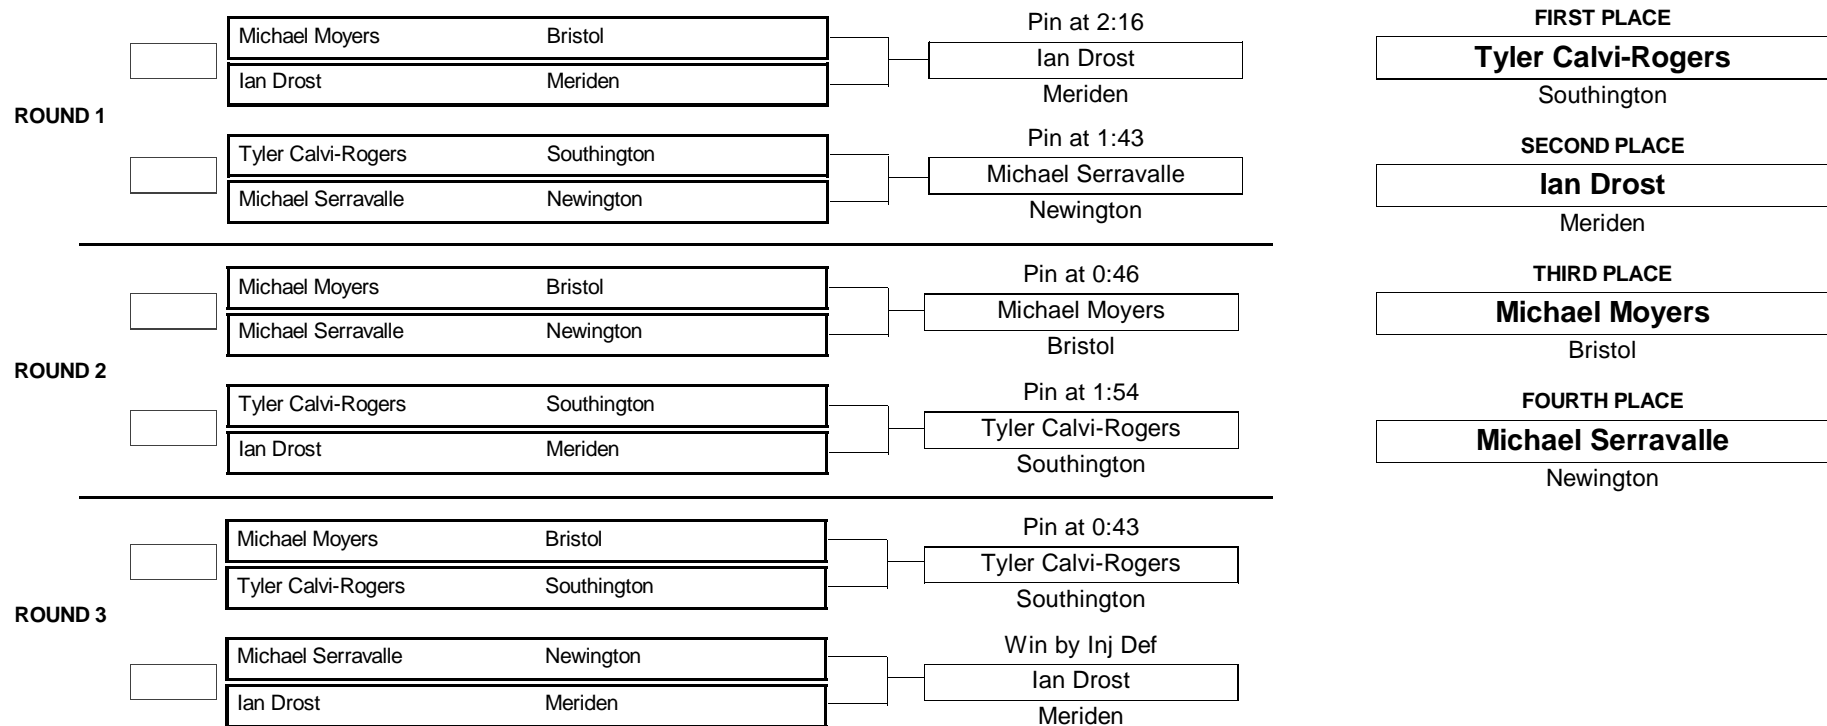 Michael Moyers Bristol
Ian Drost Meriden
Pin at 2:16
Ian Drost
Meriden
ROUND 1
Tyler Calvi-Rogers Southington
Michael Serravalle Newington
Pin at 1:43
Michael Serravalle
Newington
Michael Moyers Bristol
Michael Serravalle Newington
Pin at 0:46
Michael Moyers
Bristol
ROUND 2
Tyler Calvi-Rogers Southington
Ian Drost Meriden
Pin at 1:54
Tyler Calvi-Rogers
Southington
Michael Moyers Bristol
Tyler Calvi-Rogers Southington
Pin at 0:43
Tyler Calvi-Rogers
Southington
ROUND 3
Michael Serravalle Newington
Ian Drost Meriden
Win by Inj Def
Ian Drost
Meriden
FIRST PLACE
Tyler Calvi-Rogers
Southington
SECOND PLACE
Ian Drost
Meriden
THIRD PLACE
Michael Moyers
Bristol
FOURTH PLACE
Michael Serravalle
Newington